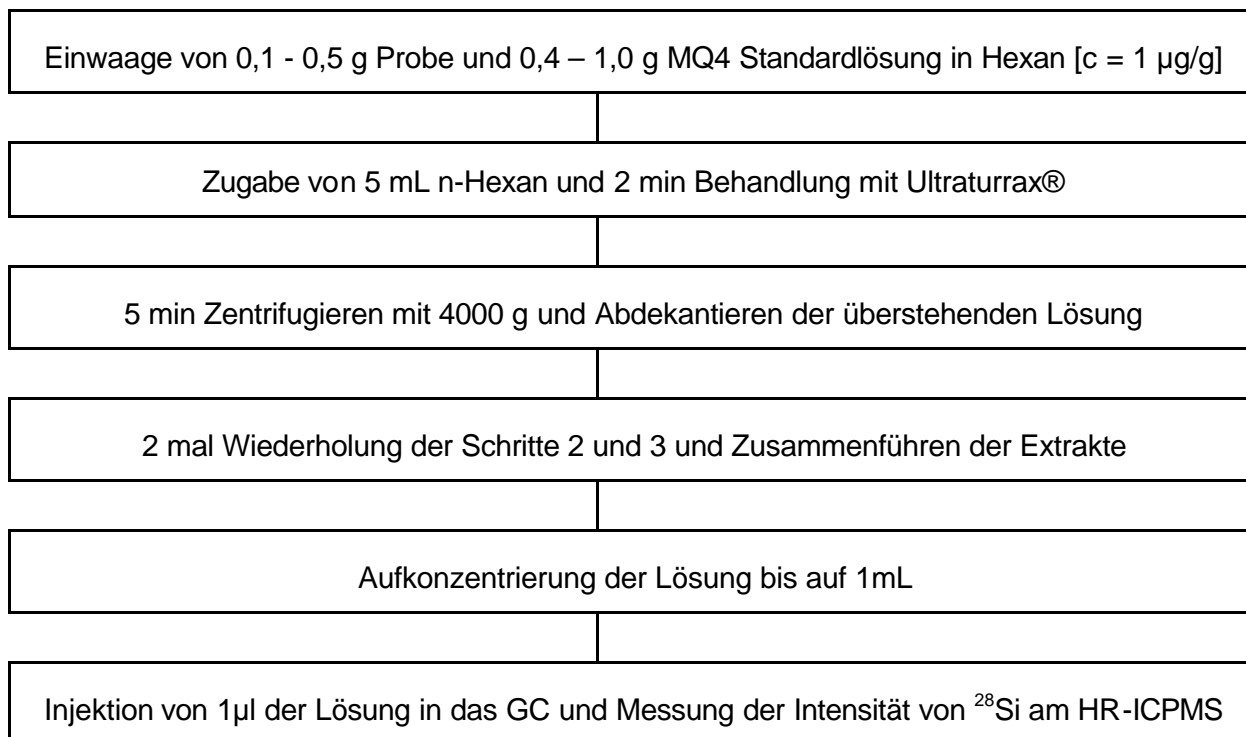 Einwaage von 0,1 - 0,5 g Probe und 0,4 – 1,0 g MQ4 Standardlösung in Hexan [c = 1 µg/g]
Zugabe von 5 mL n-Hexan und 2 min Behandlung mit Ultraturrax®
5 min Zentrifugieren mit 4000 g und Abdekantieren der überstehenden Lösung
2 mal Wiederholung der Schritte 2 und 3 und Zusammenführen der Extrakte
Aufkonzentrierung der Lösung bis auf 1mL
Injektion von 1µl der Lösung in das GC und Messung der Intensität von ²⁸Si am HR-ICPMS